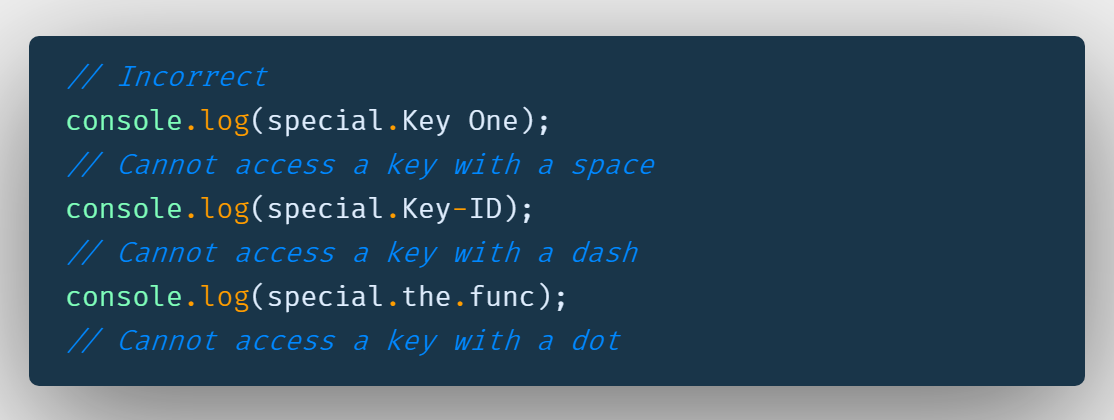 // Incorrect
console.log(special.Key One);
// Cannot access a key with a space
console.log(special.Key-ID);
// Cannot access a key with a dash
console.log(special.the.func);
// Cannot access a key with a dot